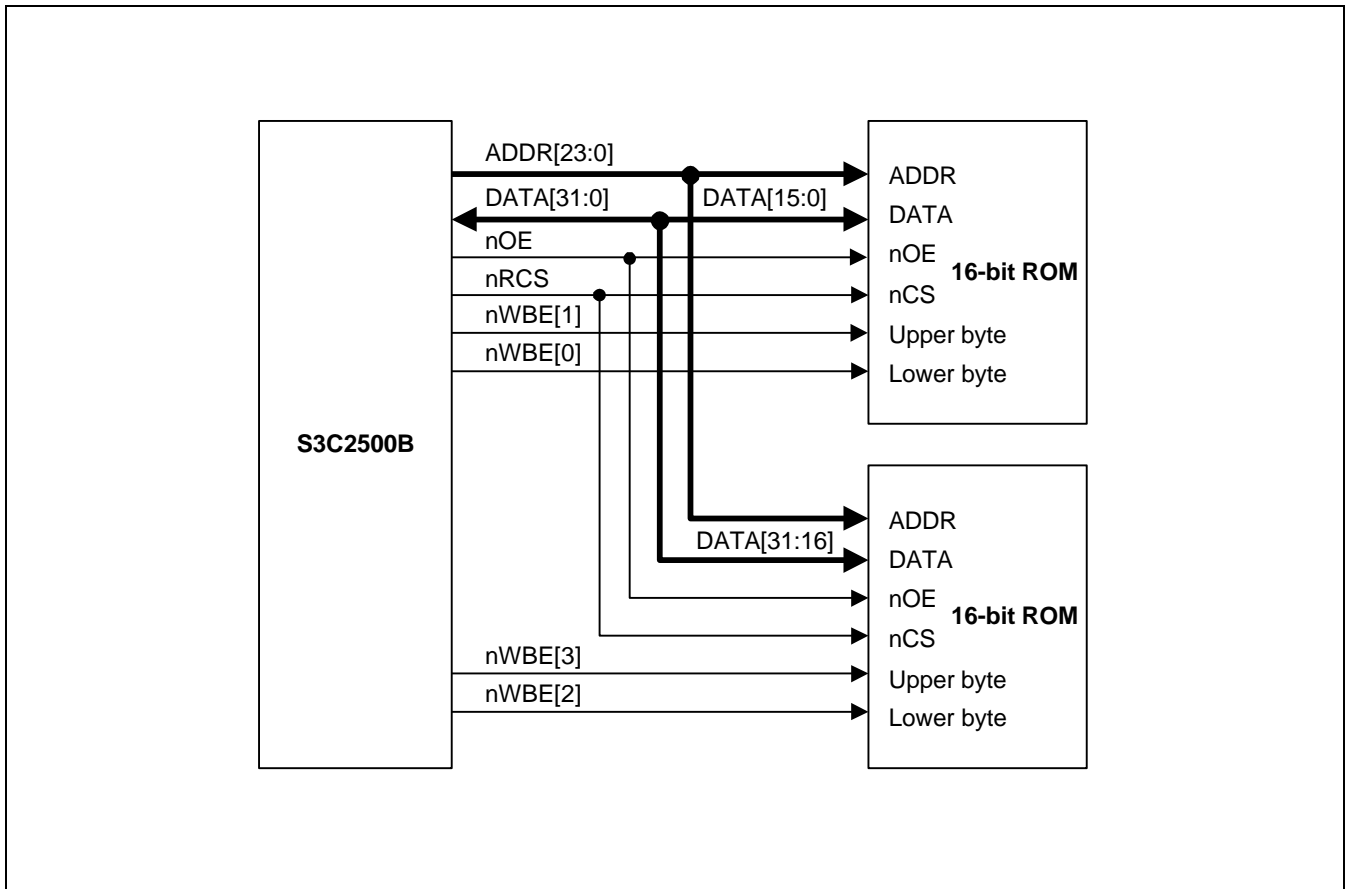 S3C2500B
ADDR[23:0]
DATA[31:0]
DATA[15:0]
nOE
nRCS
nWBE[1]
nWBE[0]
ADDR
DATA
nOE
16-bit ROM
nCS
Upper byte
Lower byte
DATA[31:16]
nWBE[3]
nWBE[2]
ADDR
DATA
nOE
16-bit ROM
nCS
Upper byte
Lower byte